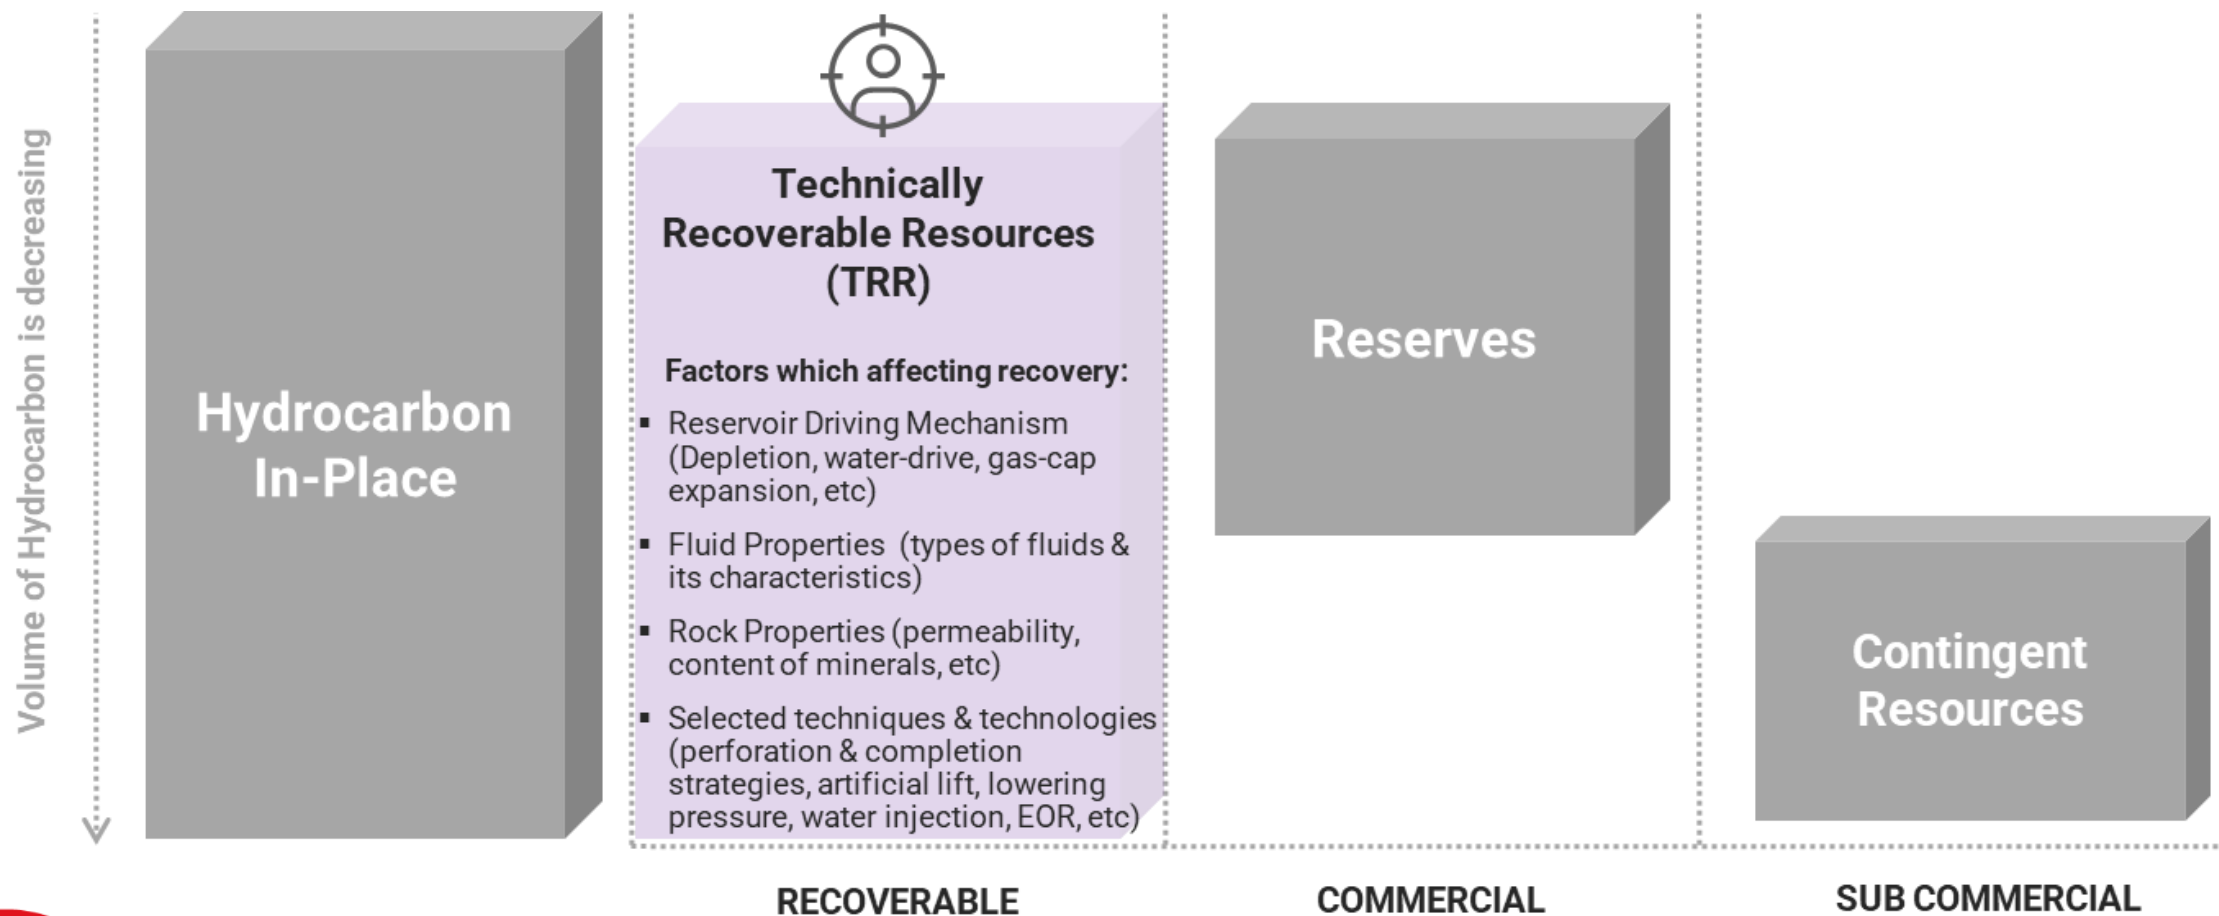 Volume of Hydrocarbon is decreasing
Hydrocarbon
In-Place
Technically
Recoverable Resources
(TRR)
Factors which affecting recovery:
▪ Reservoir Driving Mechanism
(Depletion, water-drive, gas-cap
expansion, etc)
▪ Fluid Properties (types of fluids &
its characteristics)
▪ Rock Properties (permeability,
content of minerals, etc)
▪ Selected techniques & technologies
(perforation & completion
strategies, artificial lift, lowering
pressure, water injection, EOR, etc)
Reserves
Contingent
Resources
RECOVERABLE
COMMERCIAL
SUB COMMERCIAL